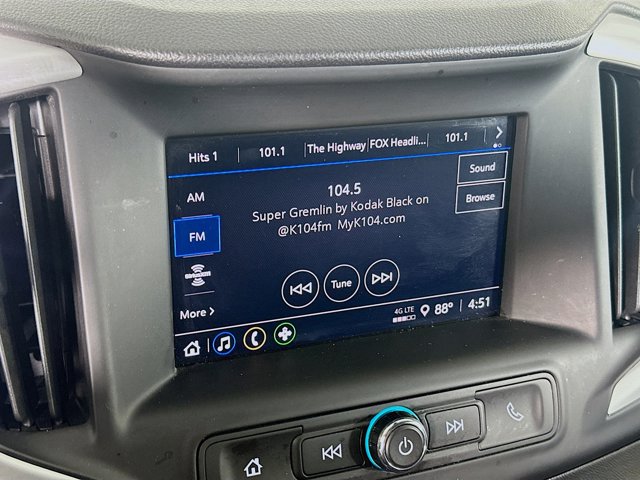 Hits 1 101.1 The Highway FOX Headli... 101.1
AM
104.5
Sound
Super Gremlin by Kodak Black on
@K104fm MyK104.com
Browse
FM
SiriusXM
Tune
More
4G LTE 88° 4:51